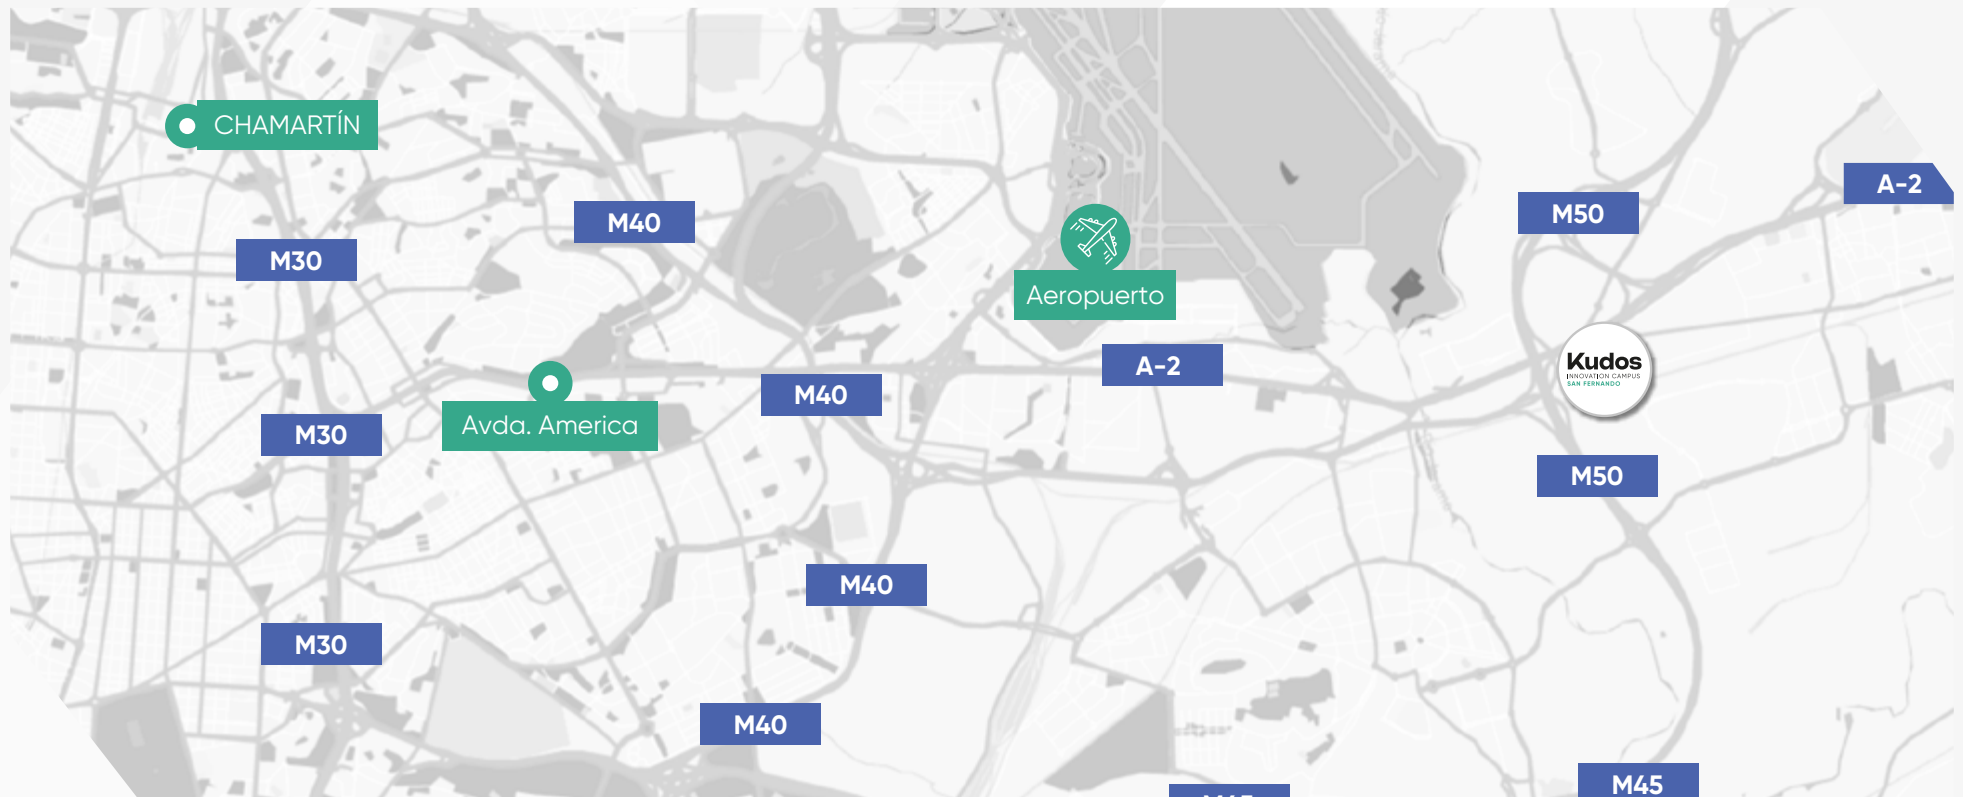 CHAMARTÍN
A-2
M50
M40
M30
Aeropuerto
A-2
Kudos
INNOVATION CAMPUS
SAN FERNANDO
M40
Avda. America
M30
M50
M40
M30
M40
M45